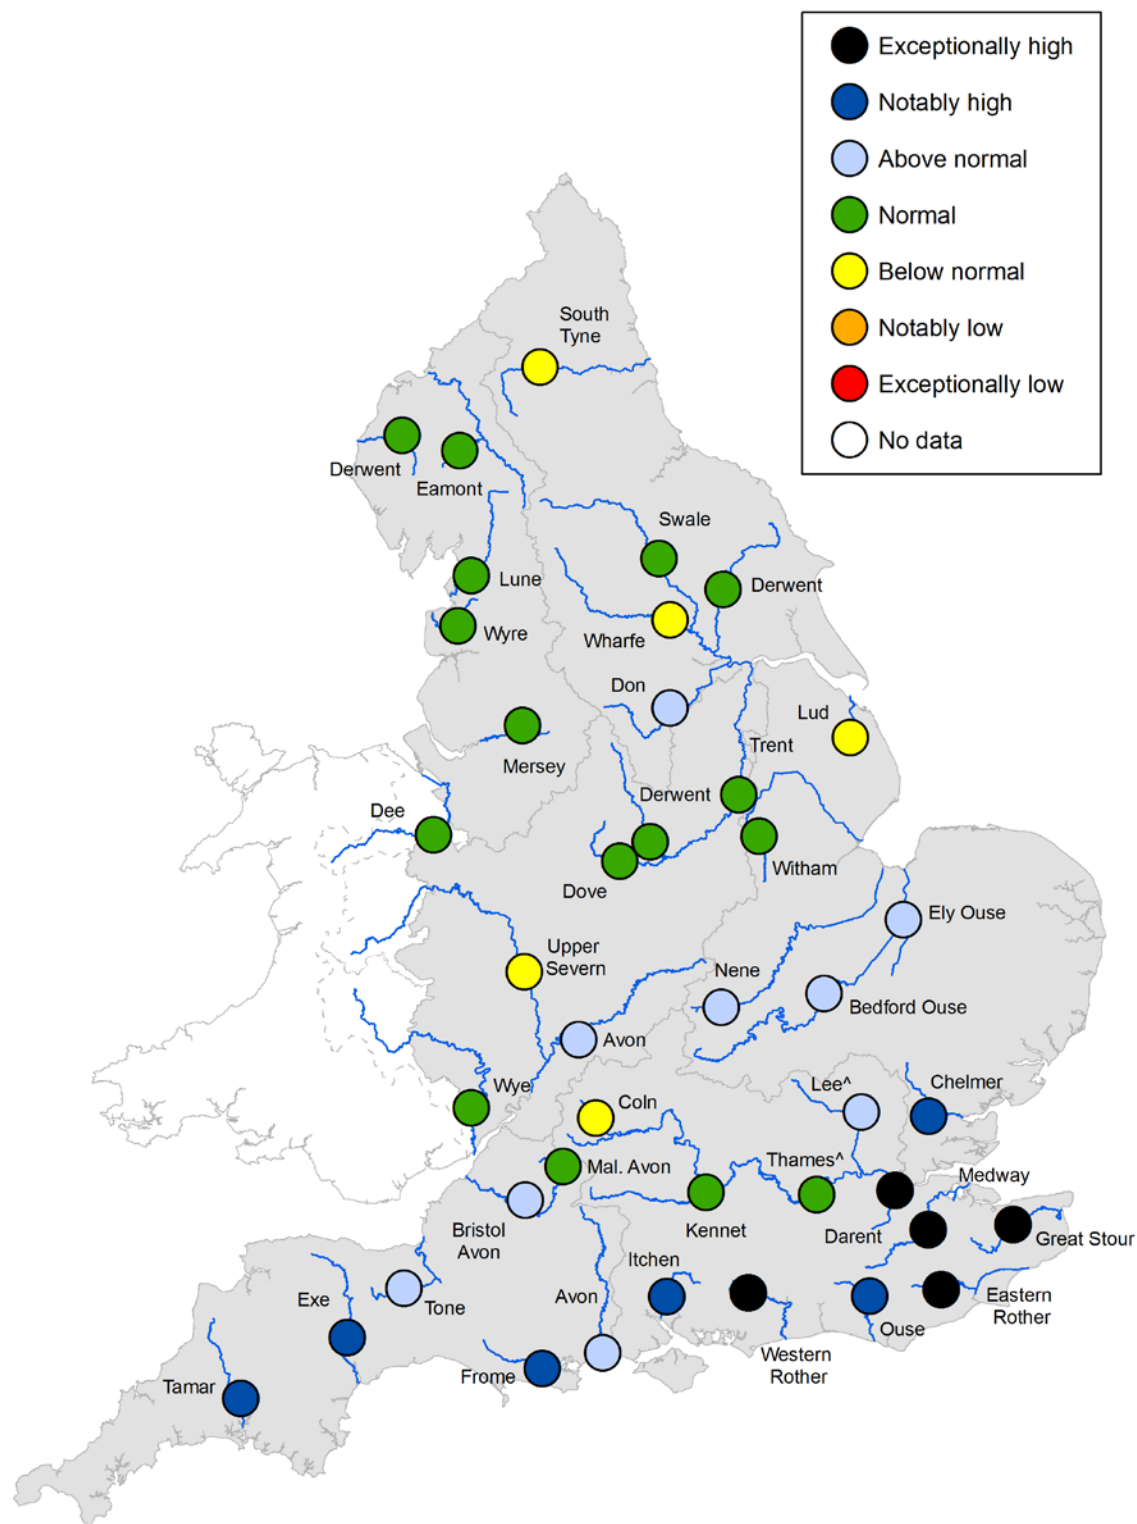 Exceptionally high
Notably high
Above normal
Normal
Below normal
Notably low
Exceptionally low
No data
South
Tyne
Derwent
Eamont
Swale
Lune
Derwent
Wyre
Wharfe
Don
Lud
Trent
Mersey
Derwent
Dee
Witham
Dove
Ely Ouse
Upper
Severn
Nene
Bedford Ouse
Avon
Wye
Lee^
Chelmer
Coln
Mal. Avon
Thames^
Medway
Bristol
Avon
Kennet
Darent
Great Stour
Itchen
Exe
Tone
Avon
Eastern
Rother
Ouse
Western
Rother
Frome
Tamar